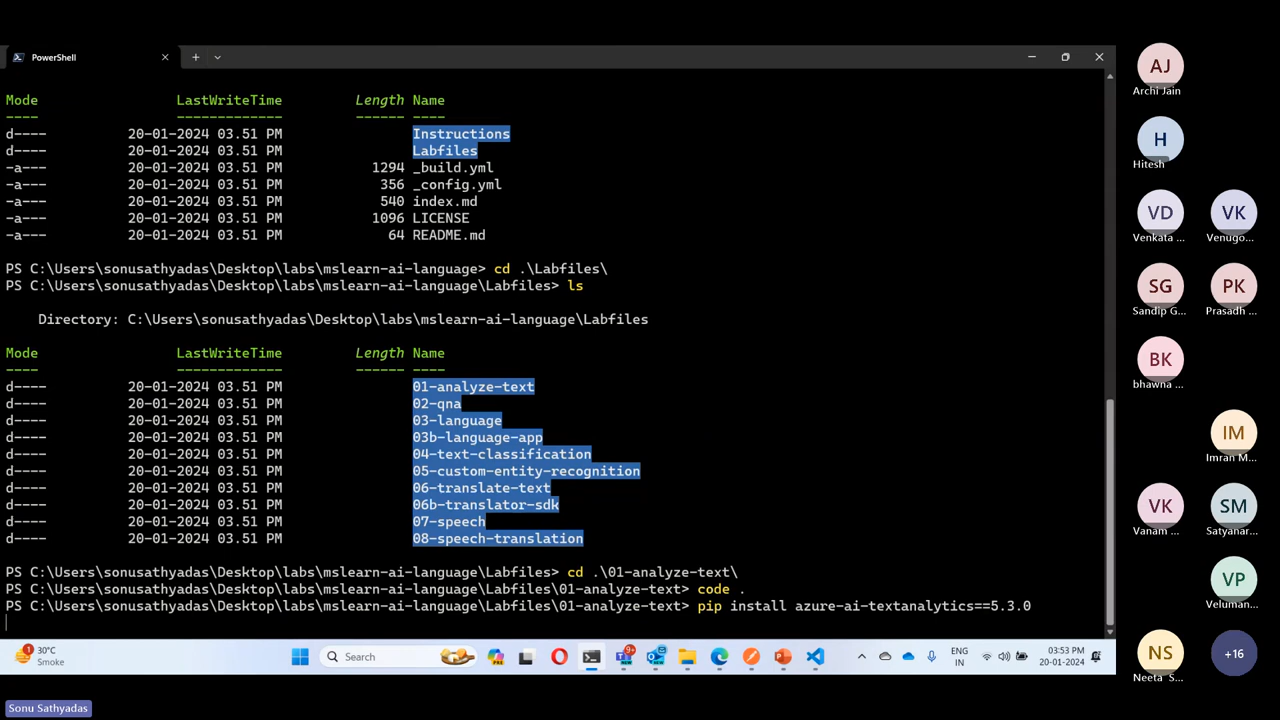 PowerShell
Mode LastWriteTime Length Name
---- ------------- ------ ----
d---- 20-01-2024 03.51 PM Instructions
d---- 20-01-2024 03.51 PM Labfiles
-a--- 20-01-2024 03.51 PM 1294 _build.yml
-a--- 20-01-2024 03.51 PM 356 _config.yml
-a--- 20-01-2024 03.51 PM 540 index.md
-a--- 20-01-2024 03.51 PM 1096 LICENSE
-a--- 20-01-2024 03.51 PM 64 README.md
PS C:\Users\sonusathyadas\Desktop\labs\mslearn-ai-language> cd .\Labfiles\
PS C:\Users\sonusathyadas\Desktop\labs\mslearn-ai-language\Labfiles> ls
Directory: C:\Users\sonusathyadas\Desktop\labs\mslearn-ai-language\Labfiles
Mode LastWriteTime Length Name
---- ------------- ------ ----
d---- 20-01-2024 03.51 PM 01-analyze-text
d---- 20-01-2024 03.51 PM 02-qna
d---- 20-01-2024 03.51 PM 03-language
d---- 20-01-2024 03.51 PM 03b-language-app
d---- 20-01-2024 03.51 PM 04-text-classification
d---- 20-01-2024 03.51 PM 05-custom-entity-recognition
d---- 20-01-2024 03.51 PM 06-translate-text
d---- 20-01-2024 03.51 PM 06b-translator-sdk
d---- 20-01-2024 03.51 PM 07-speech
d---- 20-01-2024 03.51 PM 08-speech-translation
PS C:\Users\sonusathyadas\Desktop\labs\mslearn-ai-language\Labfiles> cd .\01-analyze-text\
PS C:\Users\sonusathyadas\Desktop\labs\mslearn-ai-language\Labfiles\01-analyze-text> code .
PS C:\Users\sonusathyadas\Desktop\labs\mslearn-ai-language\Labfiles\01-analyze-text> pip install azure-ai-textanalytics==5.3.0
1
30°C
Smoke
Search
PRE
9+
ENG
IN
03:53 PM
20-01-2024
Sonu Sathyadas
AJ
Archi Jain
H
Hitesh
VD VK
Venkata ... Venugo...
SG PK
Sandip G... Prasadh ...
BK
bhawna ...
IM
Imran M...
VK SM
Vanam ... Satyanar...
VP
Veluman...
NS +16
Neeta S...